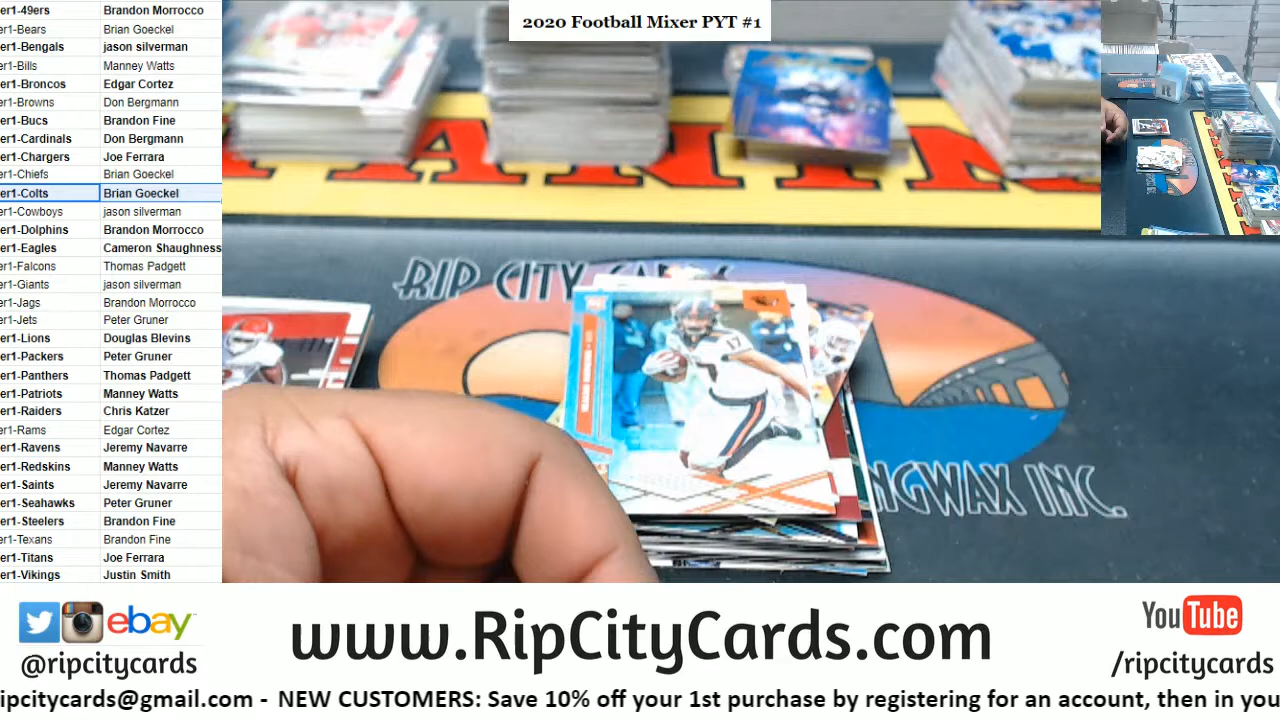 2020 Football Mixer PYT #1
er1-49ers Brandon Morrocco
er1-Bears Brian Goeckel
er1-Bengals jason silverman
er1-Bills Manney Watts
er1-Broncos Edgar Cortez
er1-Browns Don Bergmann
er1-Bucs Brandon Fine
er1-Cardinals Don Bergmann
er1-Chargers Joe Ferrara
er1-Chiefs Brian Goeckel
er1-Colts Brian Goeckel
er1-Cowboys jason silverman
er1-Dolphins Brandon Morrocco
er1-Eagles Cameron Shaughness
er1-Falcons Thomas Padgett
er1-Giants jason silverman
er1-Jags Brandon Morrocco
er1-Jets Peter Gruner
er1-Lions Douglas Blevins
er1-Packers Peter Gruner
er1-Panthers Thomas Padgett
er1-Patriots Manney Watts
er1-Raiders Chris Katzer
er1-Rams Edgar Cortez
er1-Ravens Jeremy Navarre
er1-Redskins Manney Watts
er1-Saints Jeremy Navarre
er1-Seahawks Peter Gruner
er1-Steelers Brandon Fine
er1-Texans Brandon Fine
er1-Titans Joe Ferrara
er1-Vikings Justin Smith
RIP CITY
NGWAX INC.
17
ebay
@ripcitycards
www.RipCityCards.com
YouTube
/ripcitycards
ipcitycards@gmail.com - NEW CUSTOMERS: Save 10% off your 1st purchase by registering for an account, then in you